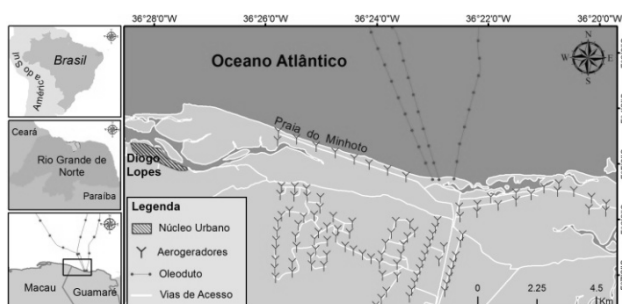 36°28'0"W 36°26'0"W 36°24'0"W 36°22'0"W 36°20'0"W
Brasil
América do Sul
Ceará
Rio Grande de
Norte
Paraíba
Macau
Guamaré
Oceano Atlântico
N
W E
S
Praia do Minhoto
Diogo
Lopes
Legenda
Núcleo Urbano
Aerogeradores
Oleoduto
Vias de Acesso
0 2.25 4.5
Km